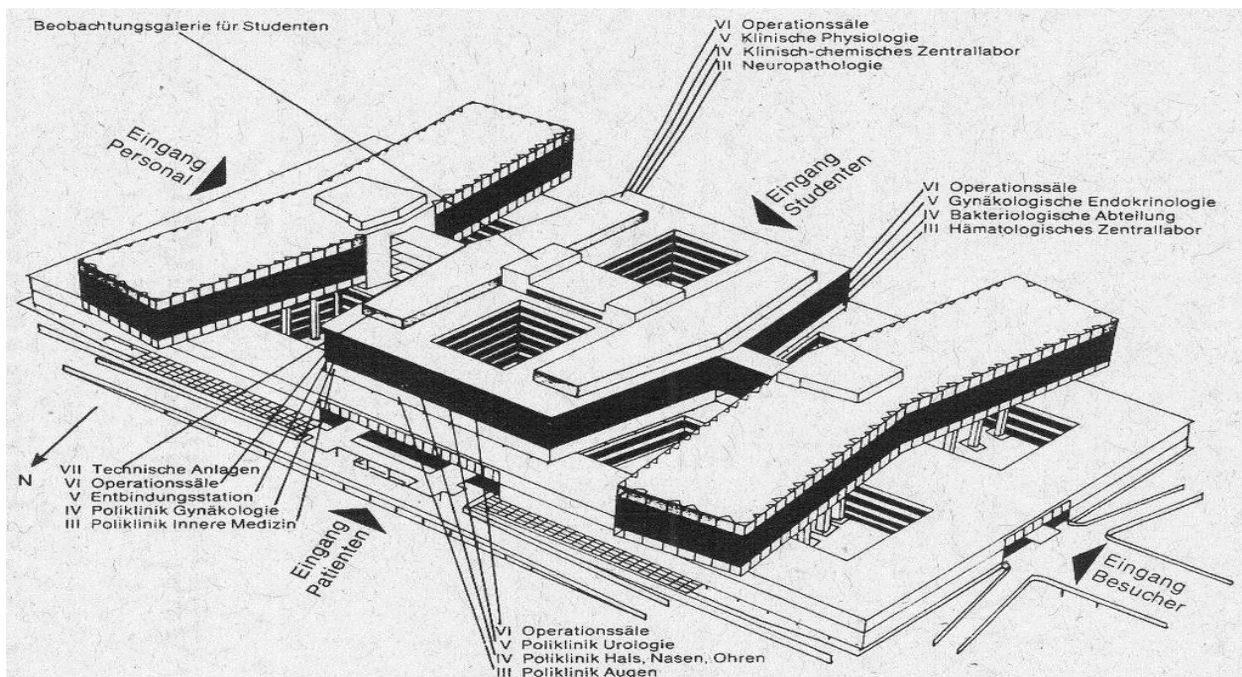 Beobachtungsgalerie für Studenten
VI Operationssäle
V Klinische Physiologie
IV Klinisch-chemisches Zentrallabor
III Neuropathologie
Eingang
Personal
Eingang
Studenten
VI Operationssäle
V Gynäkologische Endokrinologie
IV Bakteriologische Abteilung
III Hämatologisches Zentrallabor
N
VII Technische Anlagen
VI Operationssäle
V Entbindungsstation
IV Poliklinik Gynäkologie
III Poliklinik Innere Medizin
Eingang
Patienten
Eingang
Besucher
VI Operationssäle
V Poliklinik Urologie
IV Poliklinik Hals, Nasen, Ohren
III Poliklinik Augen